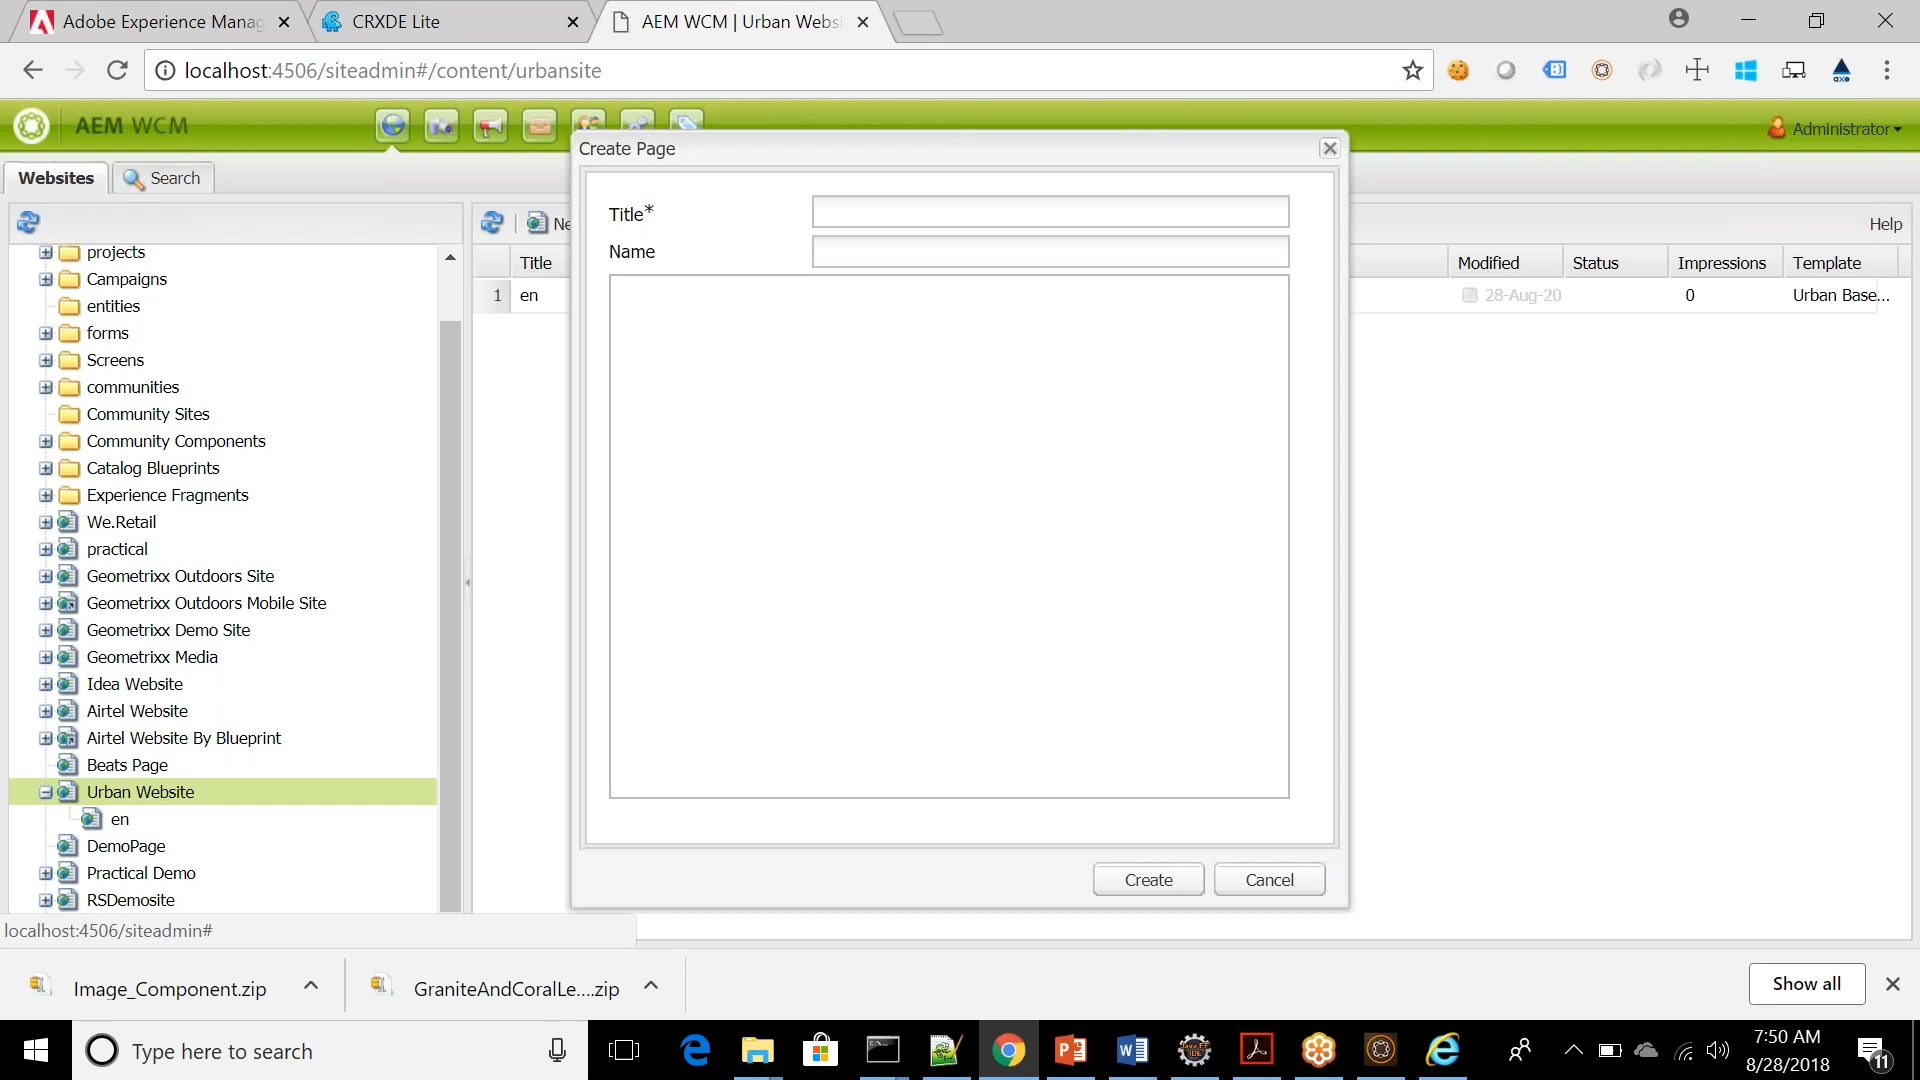 Adobe Experience Manag
CRXDE Lite
AEM WCM | Urban Websi
localhost:4506/siteadmin#/content/urbansite
AEM WCM
Administrator
Websites
Search
Create Page
Title*
Name
Ne
Help
Title
Modified
Status
Impressions
Template
1
en
28-Aug-20
0
Urban Base...
projects
Campaigns
entities
forms
Screens
communities
Community Sites
Community Components
Catalog Blueprints
Experience Fragments
We.Retail
practical
Geometrixx Outdoors Site
Geometrixx Outdoors Mobile Site
Geometrixx Demo Site
Geometrixx Media
Idea Website
Airtel Website
Airtel Website By Blueprint
Beats Page
Urban Website
en
DemoPage
Practical Demo
RSDemosite
Create
Cancel
localhost:4506/siteadmin#
Image_Component.zip
GraniteAndCoralLe....zip
Show all
Type here to search
7:50 AM
8/28/2018
11